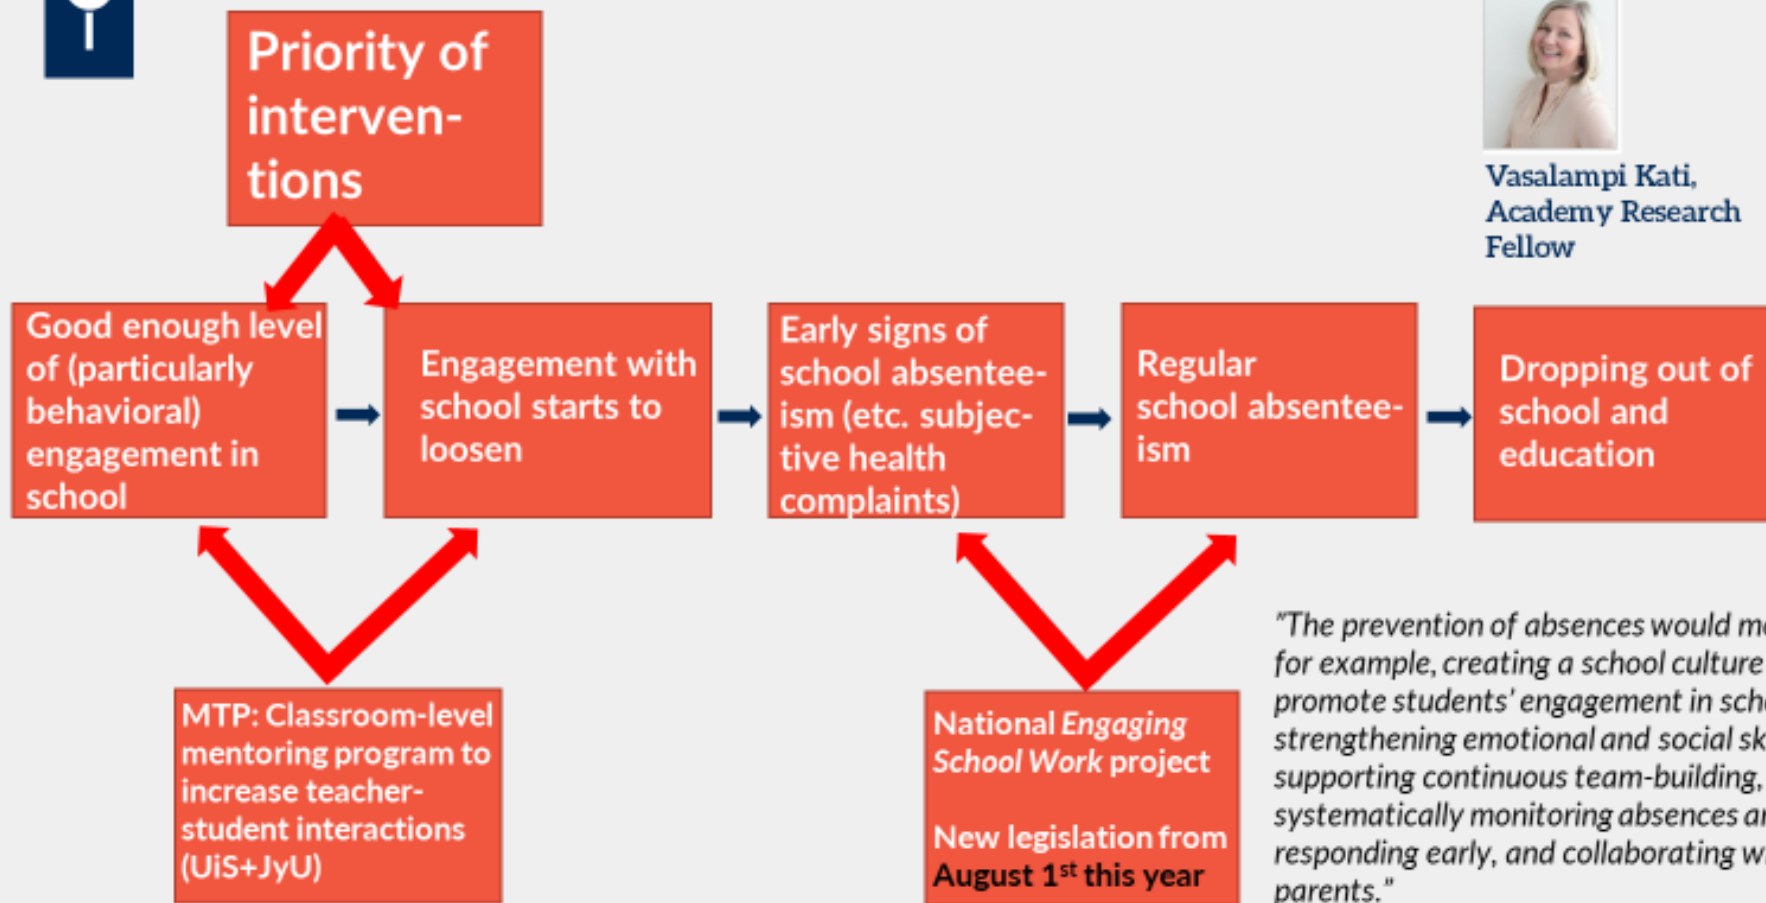 Priority of
interven-
tions
Vasalampi Kati,
Academy Research
Fellow
Good enough level
of (particularly
behavioral)
engagement in
school
Engagement with
school starts to
loosen
Early signs of
school absentee-
ism (etc. subjec-
tive health
complaints)
Regular
school absentee-
ism
Dropping out of
school and
education
MTP: Classroom-level
mentoring program to
increase teacher-
student interactions
(UiS+JyU)
National Engaging
School Work project
New legislation from
August 1st this year
"The prevention of absences would
for example, creating a school culture
promote students' engagement in
strengthening emotional and social
supporting continuous team-building,
systematically monitoring absences
responding early, and collaborating
parents."